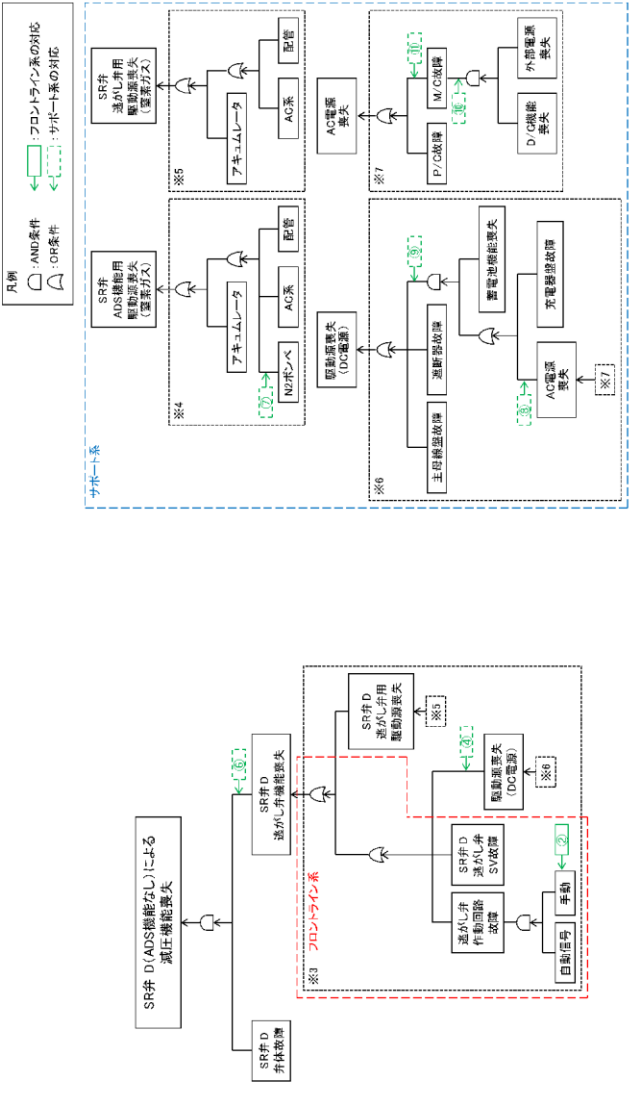 凡例
:AND条件
:OR条件
:フロントライン系の対応
:サポート系の対応
SR弁 D(ADS機能なし)による
減圧機能喪失
SR弁D
弁体故障
⑥
SR弁D
逃がし弁機能喪失
※3
フロントライン系
SR弁D
逃がし弁用
駆動源喪失
※5
逃がし弁
作動回路
故障
SR弁D
逃がし弁
SV故障
④
駆動源喪失
(DC電源)
※6
自動信号
手動
②
サポート系
SR弁
ADS機能用
駆動源喪失
(窒素ガス)
※4
アキュムレータ
⑦
N2ボンベ
AC系
配管
SR弁
逃がし弁用
駆動源喪失
(窒素ガス)
※5
アキュムレータ
AC系
配管
駆動源喪失
(DC電源)
※6
主母線盤故障
遮断器故障
⑨
蓄電池機能喪失
⑧
AC電源
喪失
充電器盤故障
※7
AC電源
喪失
※7
P/C故障
M/C故障
D/G機能
喪失
外部電源
喪失